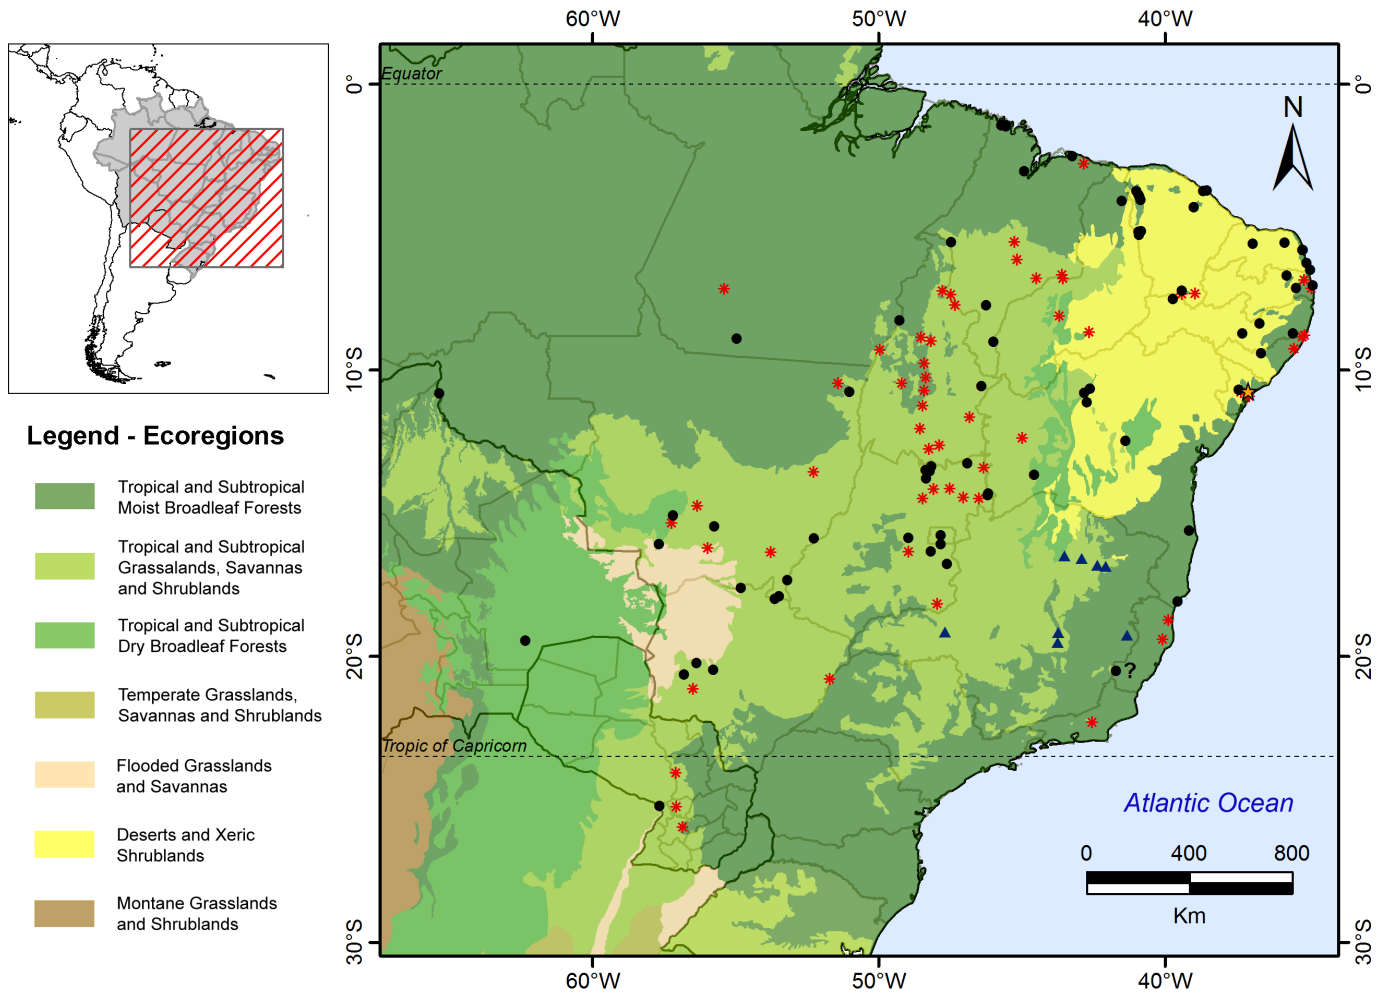 60°W 50°W 40°W
Equator
0°
0°
N
10°S
10°S
Legend - Ecoregions
Tropical and Subtropical
Moist Broadleaf Forests
Tropical and Subtropical
Grassalands, Savannas
and Shrublands
Tropical and Subtropical
Dry Broadleaf Forests
Temperate Grasslands,
Savannas and Shrublands
Flooded Grasslands
and Savannas
Deserts and Xeric
Shrublands
Montane Grasslands
and Shrublands
20°S
20°S
?
Tropic of Capricorn
Atlantic Ocean
0 400 800
Km
30°S
30°S
60°W 50°W 40°W